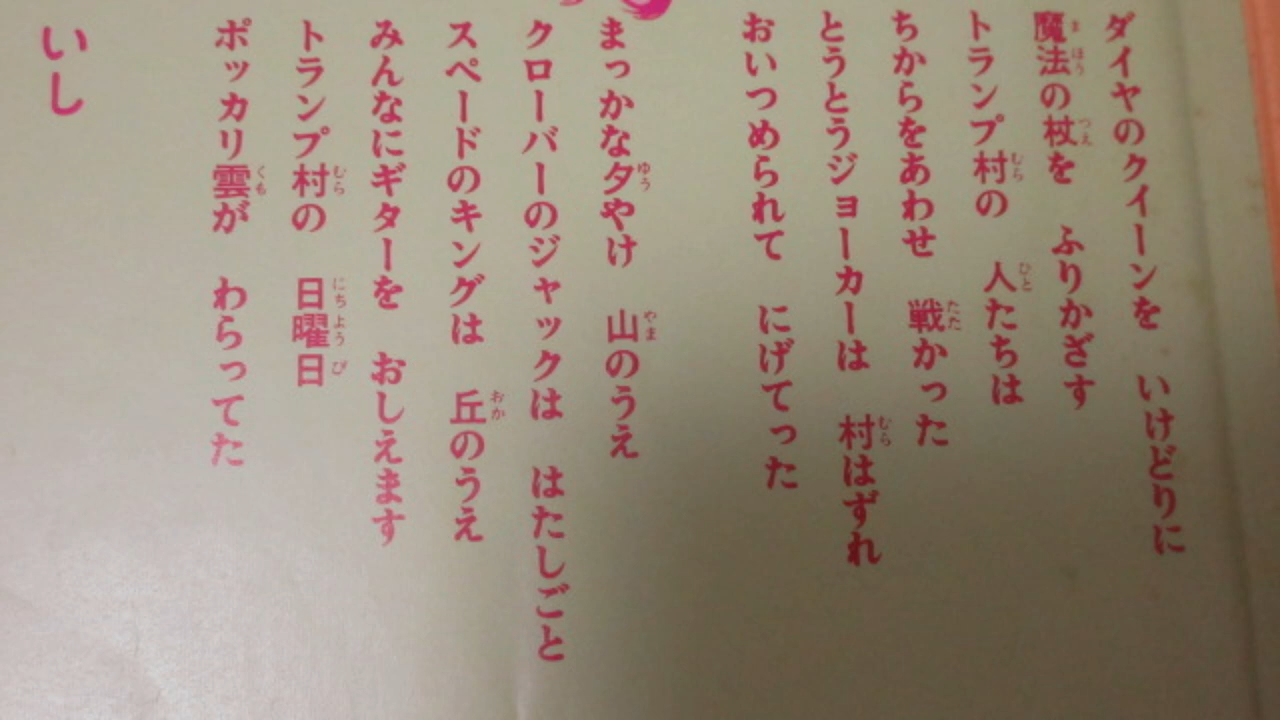 ダイヤのクイーンを　いけどりに
魔法の杖を　ふりかざす
トランプ村の　人たちは
ちからをあわせ　戦かった
とうとうジョーカーは　村はずれ
おいつめられて　にげてった
まっかな夕やけ　山のうえ
クローバーのジャックは　はたしごと
スペードのキングは　丘のうえ
みんなにギターを　おしえます
トランプ村の　日曜日
ポッカリ雲が　わらってた
いし